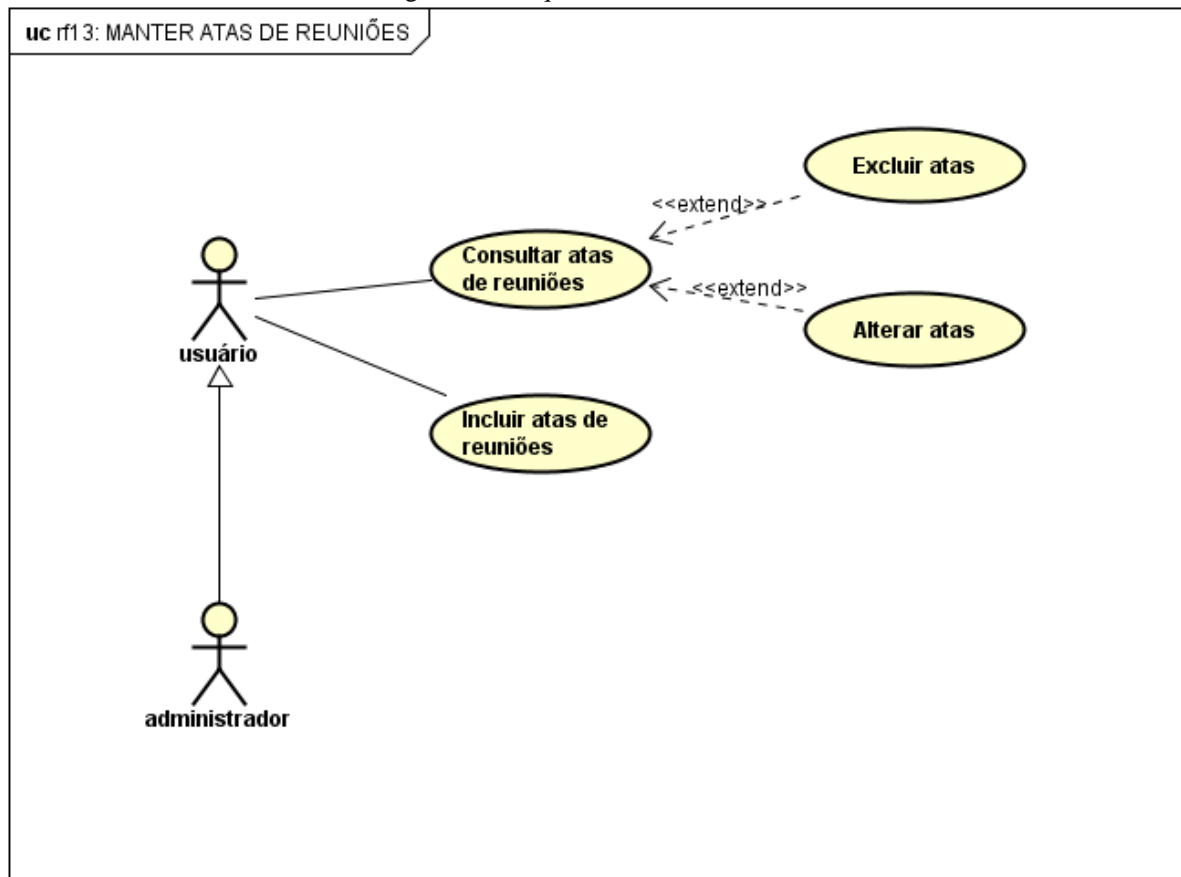 uc rf13: MANTER ATAS DE REUNIÕES
Excluir atas
<<extend>>
Consultar atas
de reuniões
<<extend>>
Alterar atas
usuário
Incluir atas de
reuniões
administrador